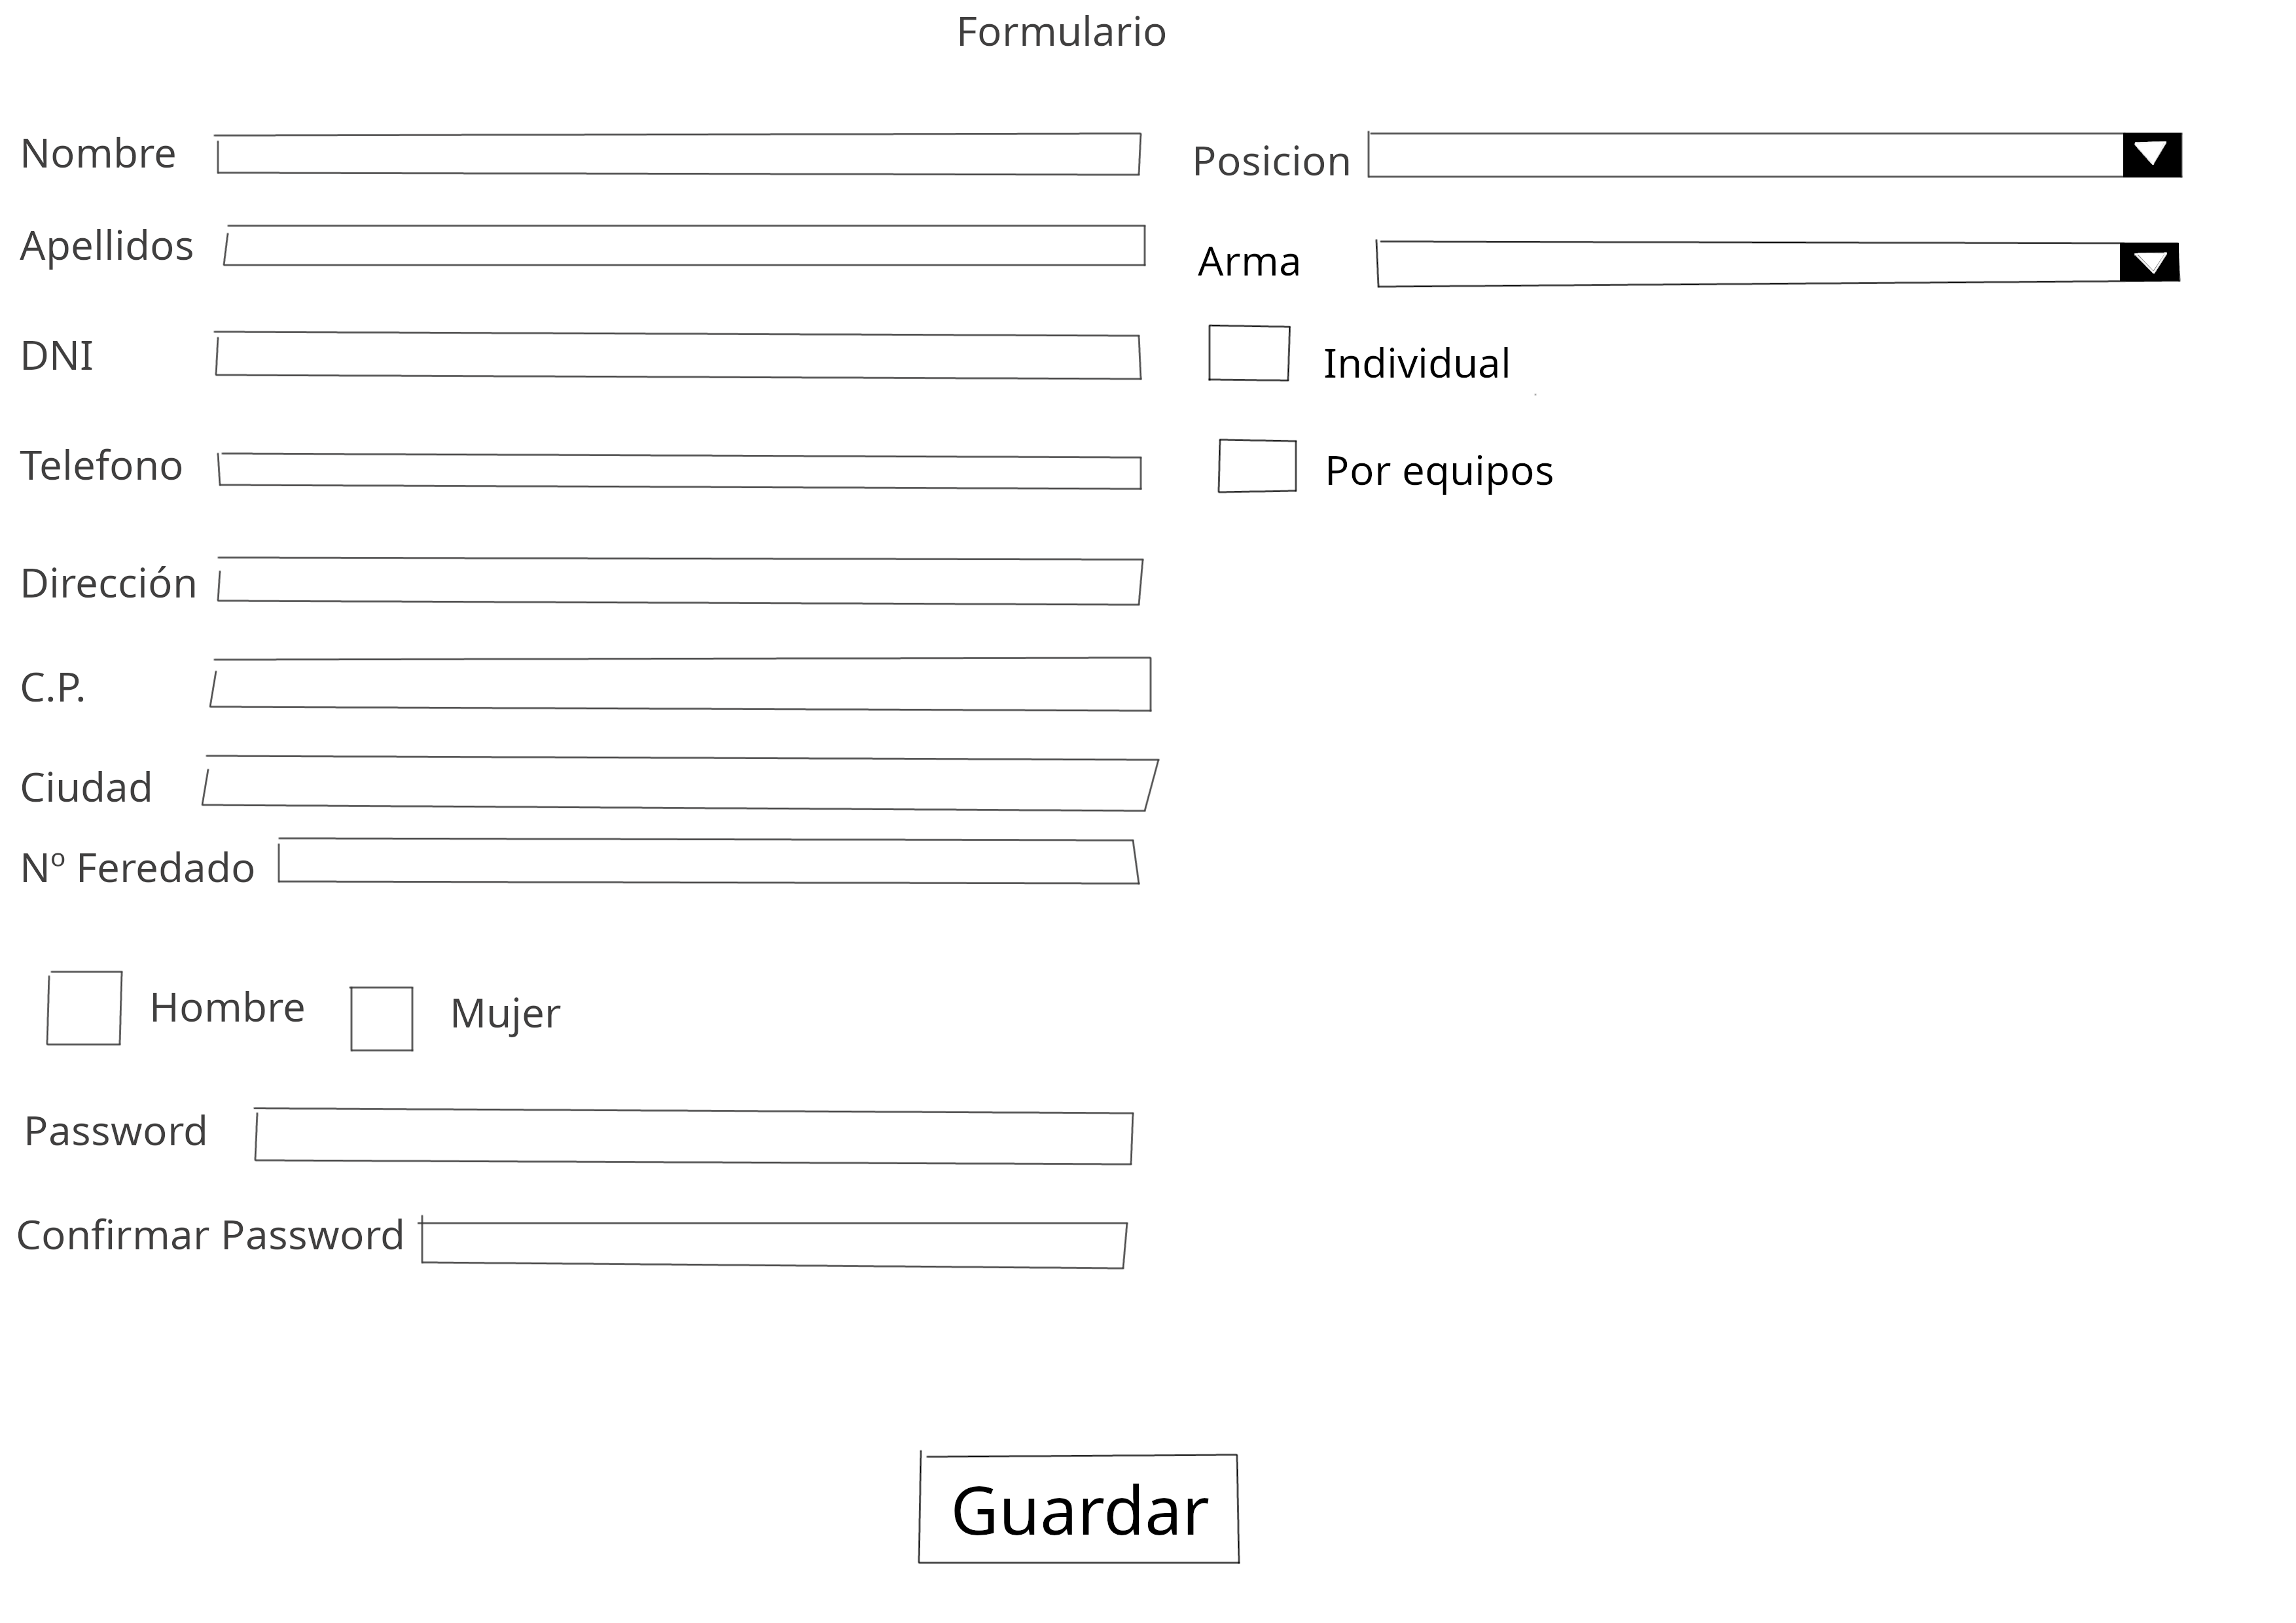 Formulario
Nombre
Apellidos
DNI
Telefono
Dirección
C.P.
Ciudad
Nº Feredado
Hombre
Mujer
Password
Confirmar Password
Posicion
Arma
Individual
Por equipos
Guardar